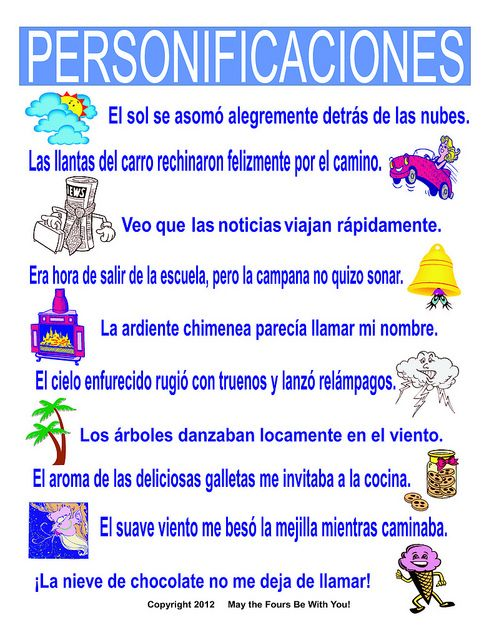 PERSONIFICACIONES
El sol se asomó alegremente detrás de las nubes.
Las llantas del carro rechinaron felizmente por el camino.
NEWS
Veo que las noticias viajan rápidamente.
Era hora de salir de la escuela, pero la campana no quizo sonar.
La ardiente chimenea parecía llamar mi nombre.
El cielo enfurecido rugió con truenos y lanzó relámpagos.
Los árboles danzaban locamente en el viento.
El aroma de las deliciosas galletas me invitaba a la cocina.
El suave viento me besó la mejilla mientras caminaba.
¡La nieve de chocolate no me deja de llamar!
Copyright 2012 May the Fours Be With You!